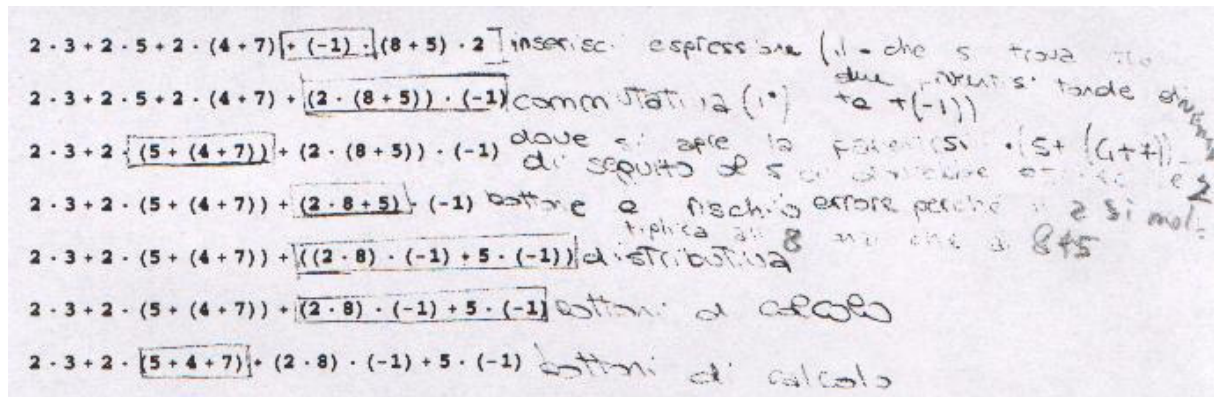 2 · 3 + 2 · 5 + 2 · (4 + 7) + (-1) · (8 + 5) · 2 inserisci espressione (il - che si trova
due diventa
2 · 3 + 2 · 5 + 2 · (4 + 7) + (2 · (8 + 5)) · (-1) commutativa (1°) +(-1))
2 · 3 + 2 · (5 + (4 + 7)) + (2 · (8 + 5)) · (-1) dove si apre la parentesi · (5 + (4+7))
di seguito al 5 2
2 · 3 + 2 · (5 + (4 + 7)) + (2 · 8 + 5) · (-1) bottone a rischio errore perché il 2 si mol=
tiplica all' 8 ma che a 8+5
2 · 3 + 2 · (5 + (4 + 7)) + ((2 · 8) · (-1) + 5 · (-1)) distributiva
2 · 3 + 2 · (5 + (4 + 7)) + (2 · 8) · (-1) + 5 · (-1) bottoni di calcolo
2 · 3 + 2 · (5 + 4 + 7) + (2 · 8) · (-1) + 5 · (-1) bottoni di calcolo